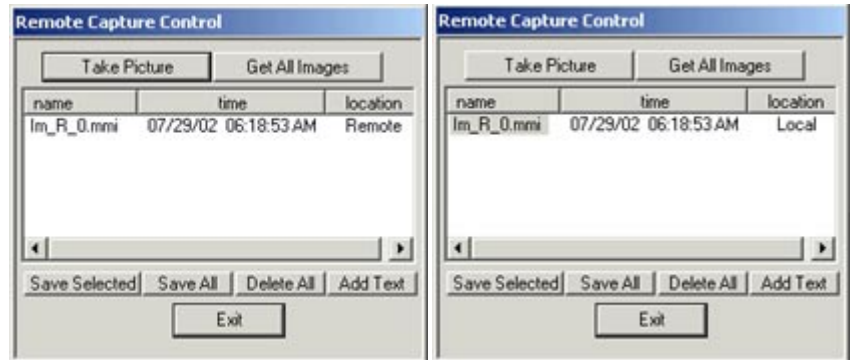 Remote Capture Control
Take Picture Get All Images
name time location
Im_R_0.mmi 07/29/02 06:18:53 AM Remote
Save Selected Save All Delete All Add Text
Exit
Remote Capture Control
Take Picture Get All Images
name time location
Im_R_0.mmi 07/29/02 06:18:53 AM Local
Save Selected Save All Delete All Add Text
Exit